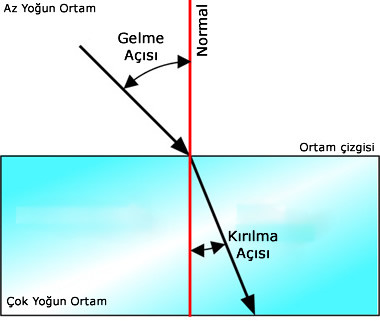 Az Yoğun Ortam
Gelme
Açısı
Normal
Ortam çizgisi
Kırılma
Açısı
Çok Yoğun Ortam